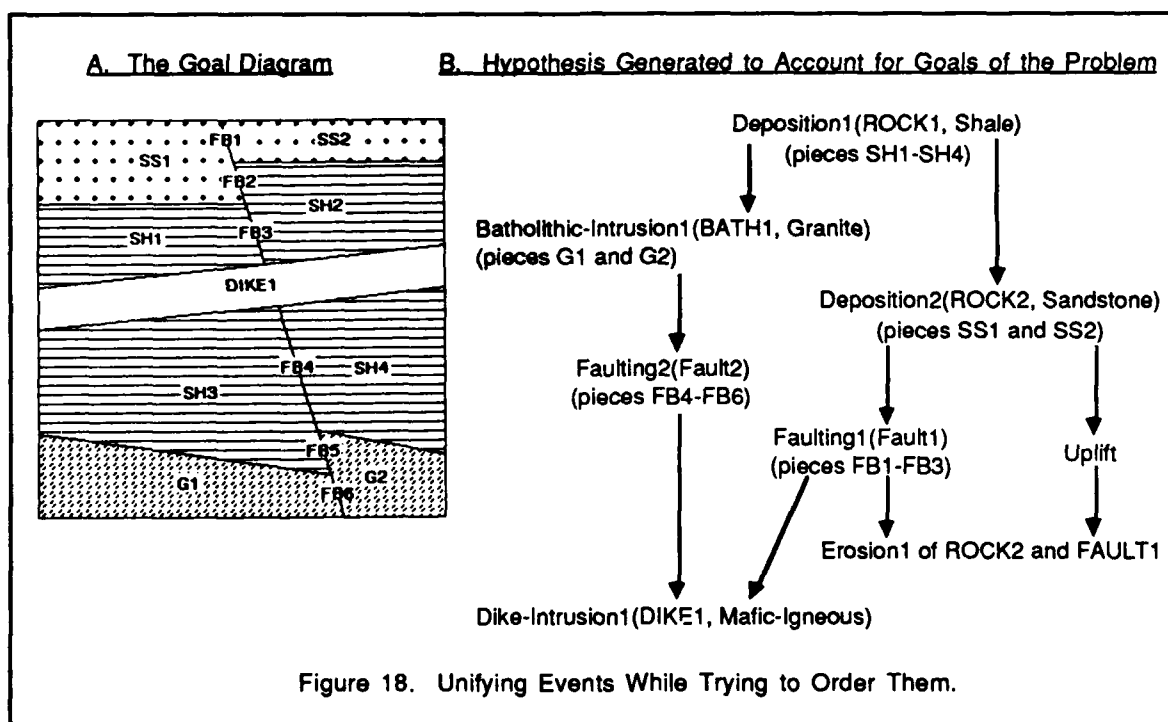 A. The Goal Diagram
B. Hypothesis Generated to Account for Goals of the Problem
FB1
SS2
SS1
FB2
SH2
SH1
FB3
DIKE1
FB4
SH4
SH3
FB5
G1
G2
FB6
Deposition1(ROCK1, Shale)
(pieces SH1-SH4)
Batholithic-Intrusion1(BATH1, Granite)
(pieces G1 and G2)
Deposition2(ROCK2, Sandstone)
(pieces SS1 and SS2)
Faulting2(Fault2)
(pieces FB4-FB6)
Faulting1(Fault1)
(pieces FB1-FB3)
Uplift
Erosion1 of ROCK2 and FAULT1
Dike-Intrusion1(DIKE1, Mafic-Igneous)
Figure 18. Unifying Events While Trying to Order Them.